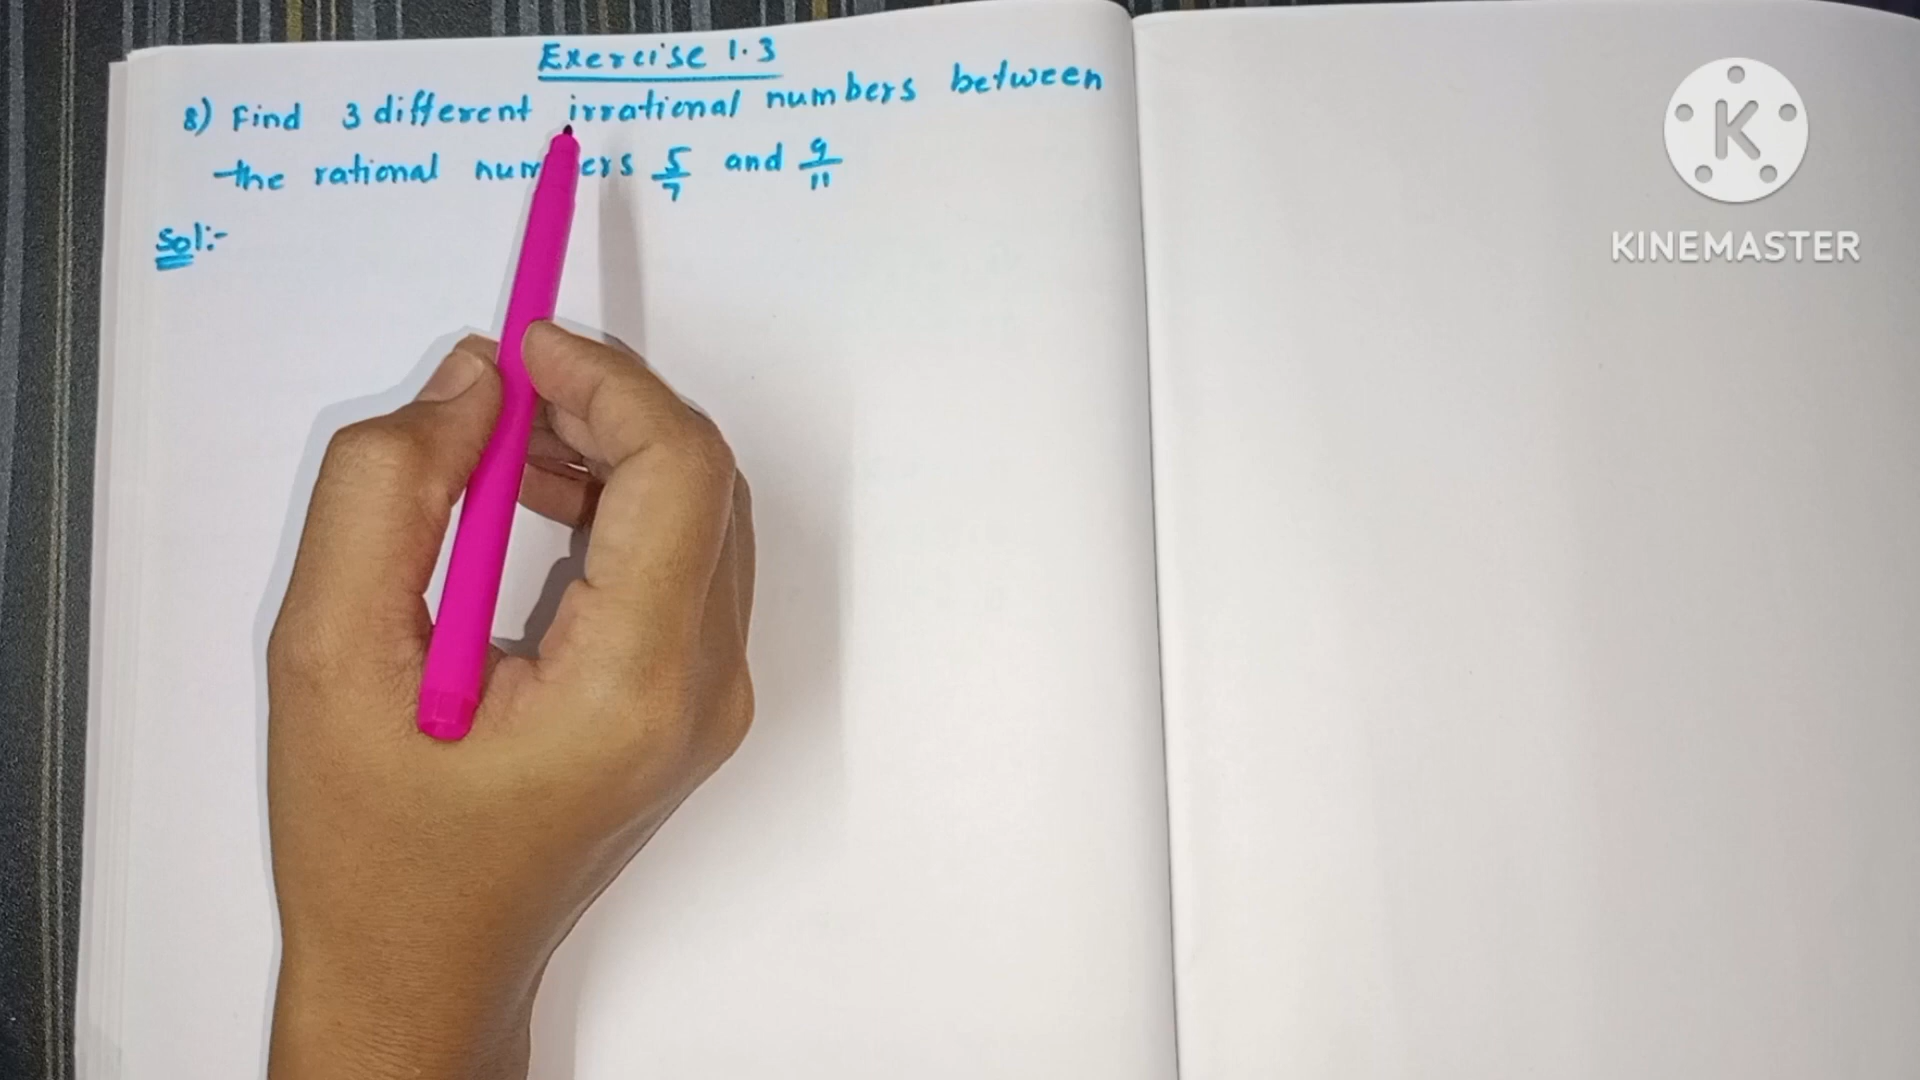 Exercise 1.3
8) Find 3 different irrational numbers between
the rational numbers 5/7 and 9/11
Sol:-
K
KINEMASTER